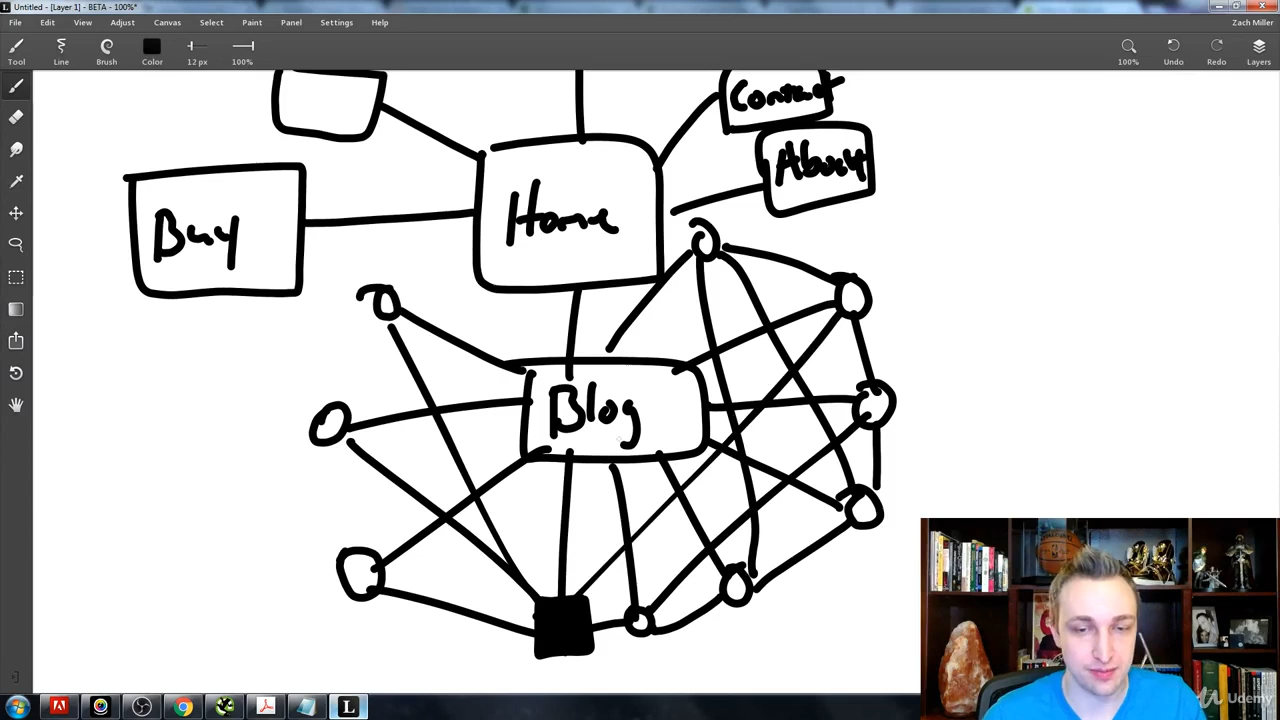 Untitled - [Layer 1] - BETA - 100%*
File Edit View Adjust Canvas Select Paint Panel Settings Help
Zach Miller
Tool Line Brush Color 12 px 100%
100% Undo Redo Layers
Contact
About
Home
Buy
Blog
Udemy